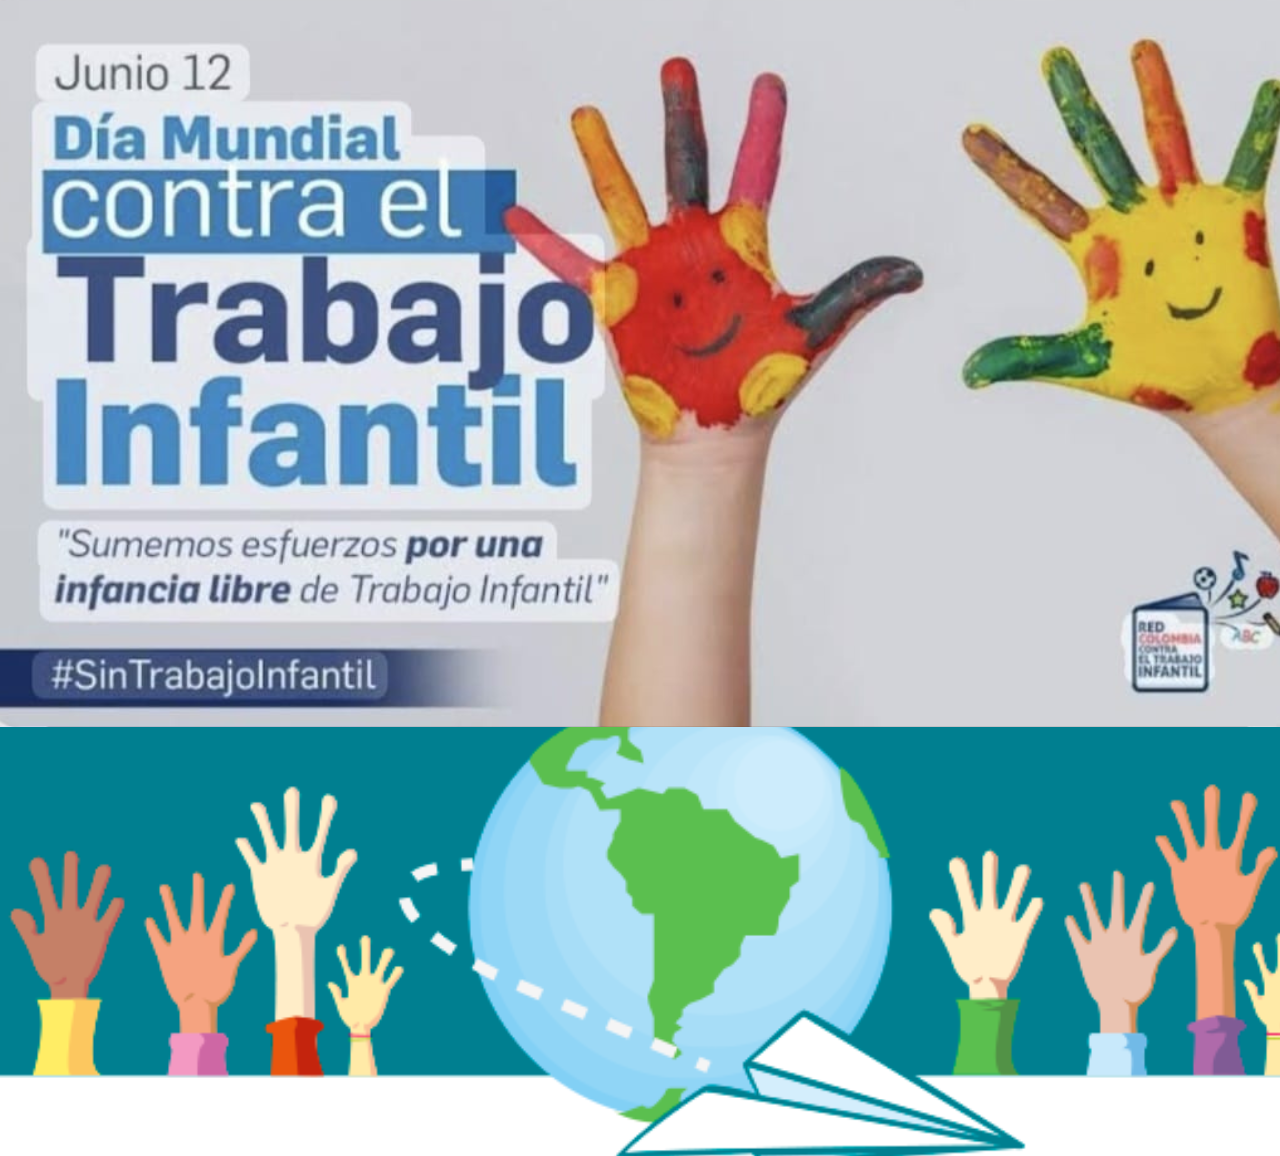 Junio 12
Día Mundial
contra el
Trabajo
Infantil
"Sumemos esfuerzos por una
infancia libre de Trabajo Infantil"
#SinTrabajoInfantil
RED
COLOMBIA
CONTRA
EL TRABAJO
INFANTIL
ABC